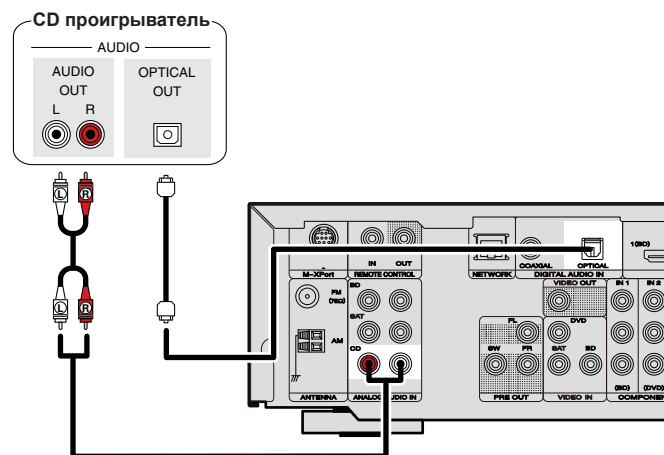 CD проигрыватель
AUDIO
AUDIO
OUT
L R
OPTICAL
OUT
L R
L R
M-XPort
IN OUT
REMOTE CONTROL
NETWORK
COAXIAL OPTICAL
DIGITAL AUDIO IN
1(BD)
BD
FM
(75Ω)
SAT
AM
CD
ANTENNA
ANALOG AUDIO IN
VIDEO OUT
FL
SW FR
PRE OUT
DVD
SAT BD
VIDEO IN
IN 1 IN 2
(BD) (DVD)
COMPONEN